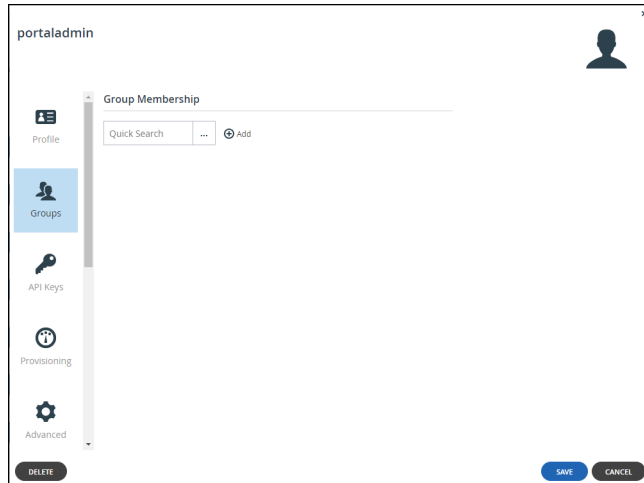 portaladmin
Profile
Groups
API Keys
Provisioning
Advanced
Group Membership
Quick Search
...
Add
DELETE
SAVE
CANCEL